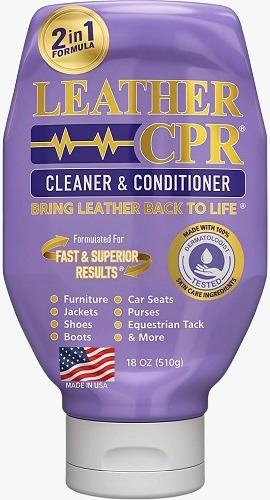 2 in 1
FORMULA
LEATHER
CPR®
CLEANER & CONDITIONER
BRING LEATHER BACK TO LIFE®
Formulated For
FAST & SUPERIOR
RESULTS®
MADE WITH 100%
DERMATOLOGIST
TESTED
SKIN CARE INGREDIENTS
• Furniture • Car Seats
• Jackets • Purses
• Shoes • Equestrian Tack
• Boots • & More
18 OZ (510g)
MADE IN USA